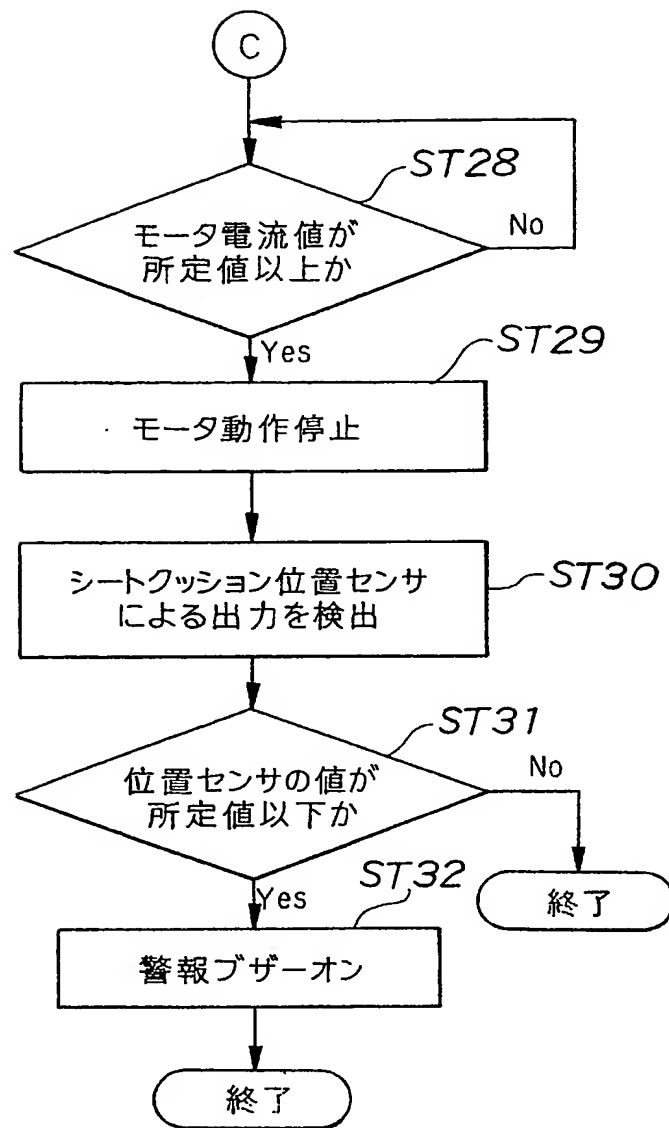 C
ST28
モータ電流値が
所定値以上か
No
Yes
ST29
モータ動作停止
シートクッション位置センサ
による出力を検出
ST30
ST31
位置センサの値が
所定値以下か
No
Yes
ST32
終了
警報ブザーオン
終了